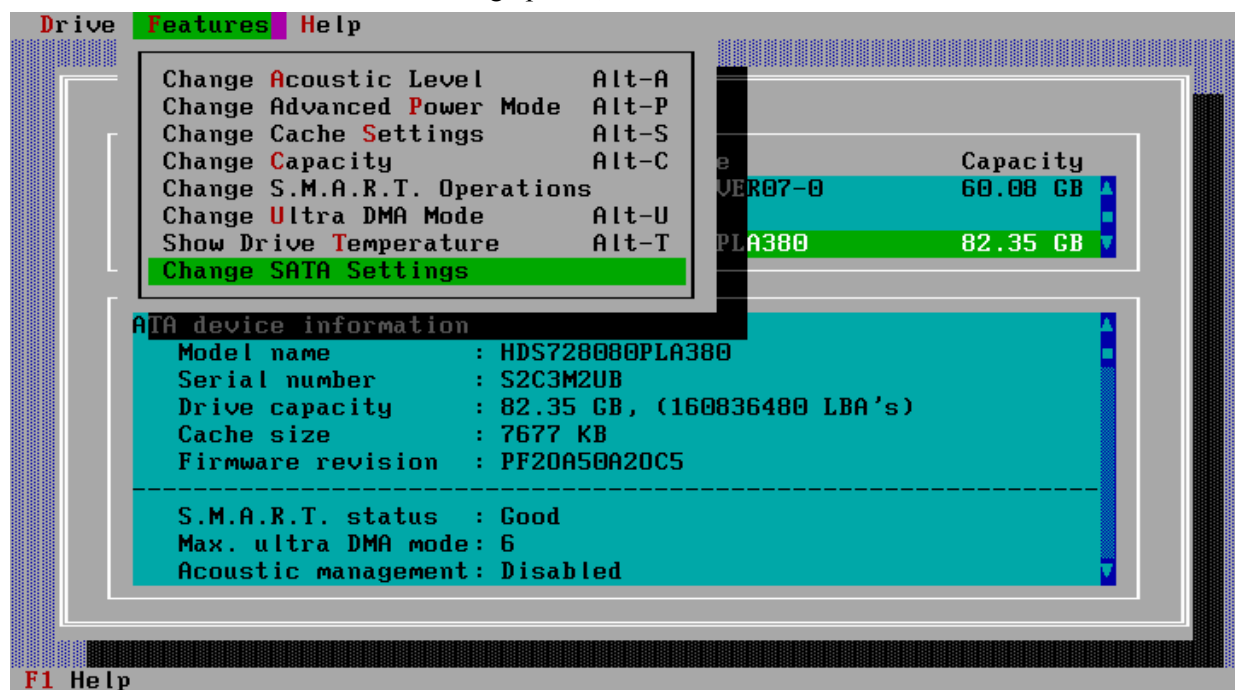 Drive Features Help
Change Acoustic Level Alt-A
Change Advanced Power Mode Alt-P
Change Cache Settings Alt-S
Change Capacity Alt-C
e Capacity
Change S.M.A.R.T. Operations
VER07-0 60.08 GB
Change Ultra DMA Mode Alt-U
Show Drive Temperature Alt-T
PLA380 82.35 GB
Change SATA Settings
ATA device information
Model name : HDS728080PLA380
Serial number : S2C3M2UB
Drive capacity : 82.35 GB, (160836480 LBA's)
Cache size : 7677 KB
Firmware revision : PF2OA50A2OC5
S.M.A.R.T. status : Good
Max. ultra DMA mode: 6
Acoustic management: Disabled
F1 Help